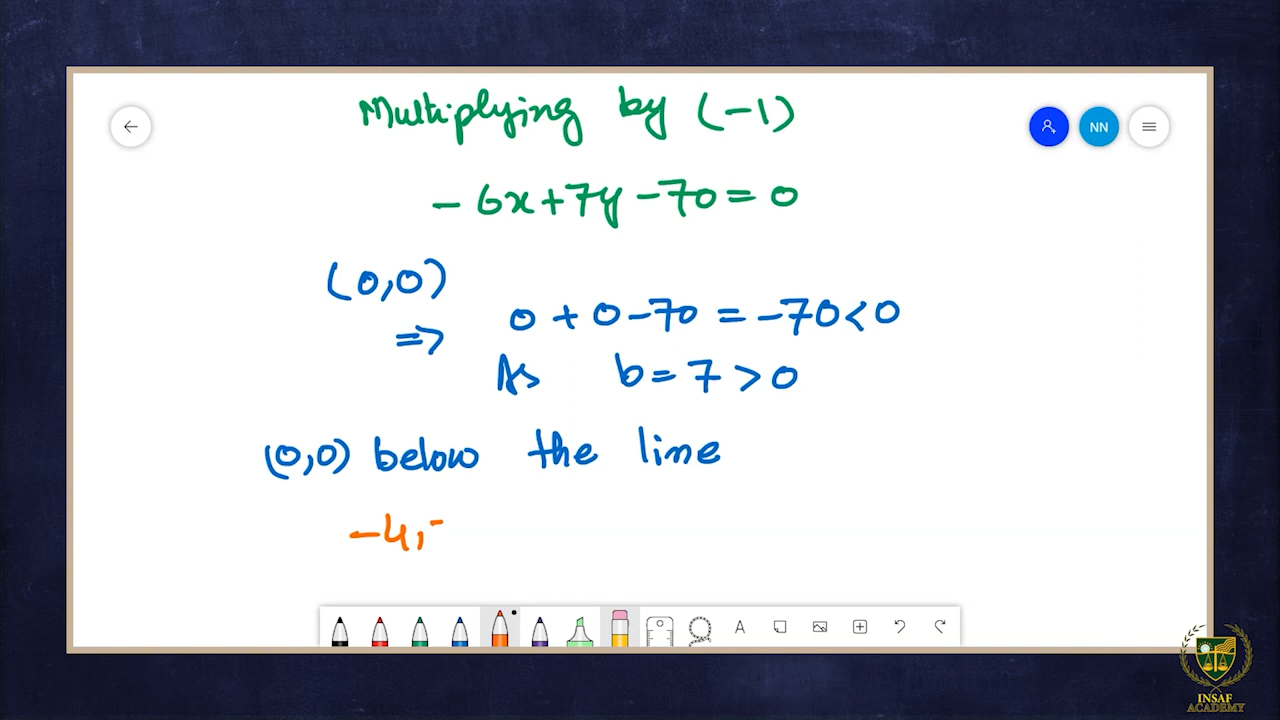 Multiplying by (-1)
NN
- 6x+7y-70=0
(0,0)
=> 0 + 0-70 = -70<0
As b=7>0
(0,0) below the line
-4,-
A
INSAF
ACADEMY